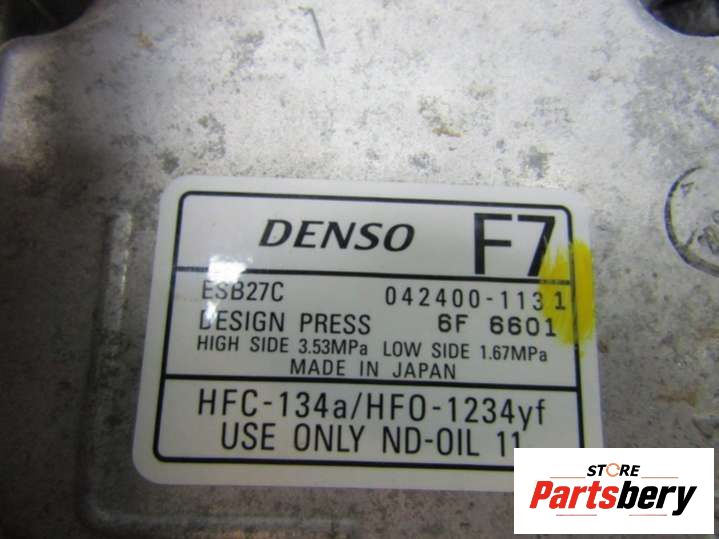 DENSO F7
ESB27C 042400-1131
DESIGN PRESS 6F 6601
HIGH SIDE 3.53MPa LOW SIDE 1.67MPa
MADE IN JAPAN
HFC-134a/HFO-1234yf
USE ONLY ND-OIL 11
STORE
Partsbery